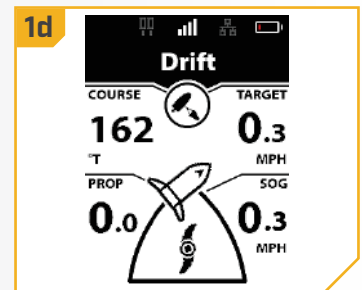 1d
Drift
COURSE TARGET
162 0.3
°T MPH
PROP SOG
0.0 0.3
MPH